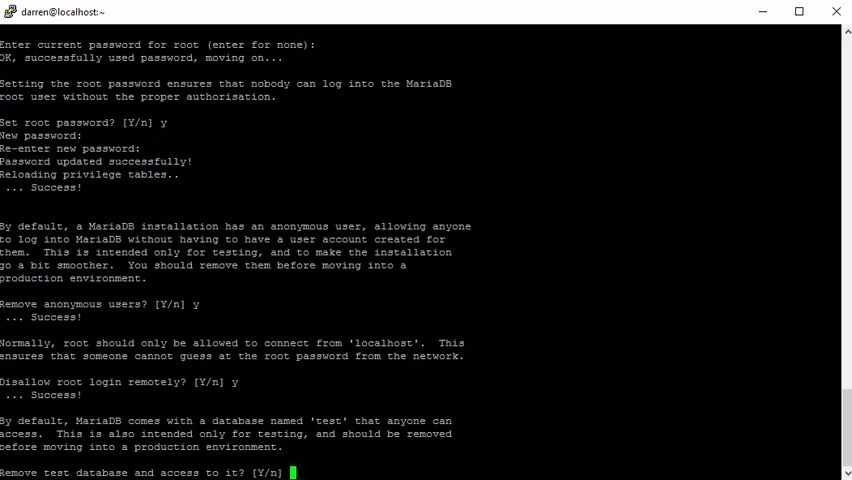 darren@localhost:~
Enter current password for root (enter for none):
OK, successfully used password, moving on...
Setting the root password ensures that nobody can log into the MariaDB
root user without the proper authorisation.
Set root password? [Y/n] y
New password:
Re-enter new password:
Password updated successfully!
Reloading privilege tables..
... Success!
By default, a MariaDB installation has an anonymous user, allowing anyone
to log into MariaDB without having to have a user account created for
them.  This is intended only for testing, and to make the installation
go a bit smoother.  You should remove them before moving into a
production environment.
Remove anonymous users? [Y/n] y
... Success!
Normally, root should only be allowed to connect from 'localhost'.  This
ensures that someone cannot guess at the root password from the network.
Disallow root login remotely? [Y/n] y
... Success!
By default, MariaDB comes with a database named 'test' that anyone can
access.  This is also intended only for testing, and should be removed
before moving into a production environment.
Remove test database and access to it? [Y/n]